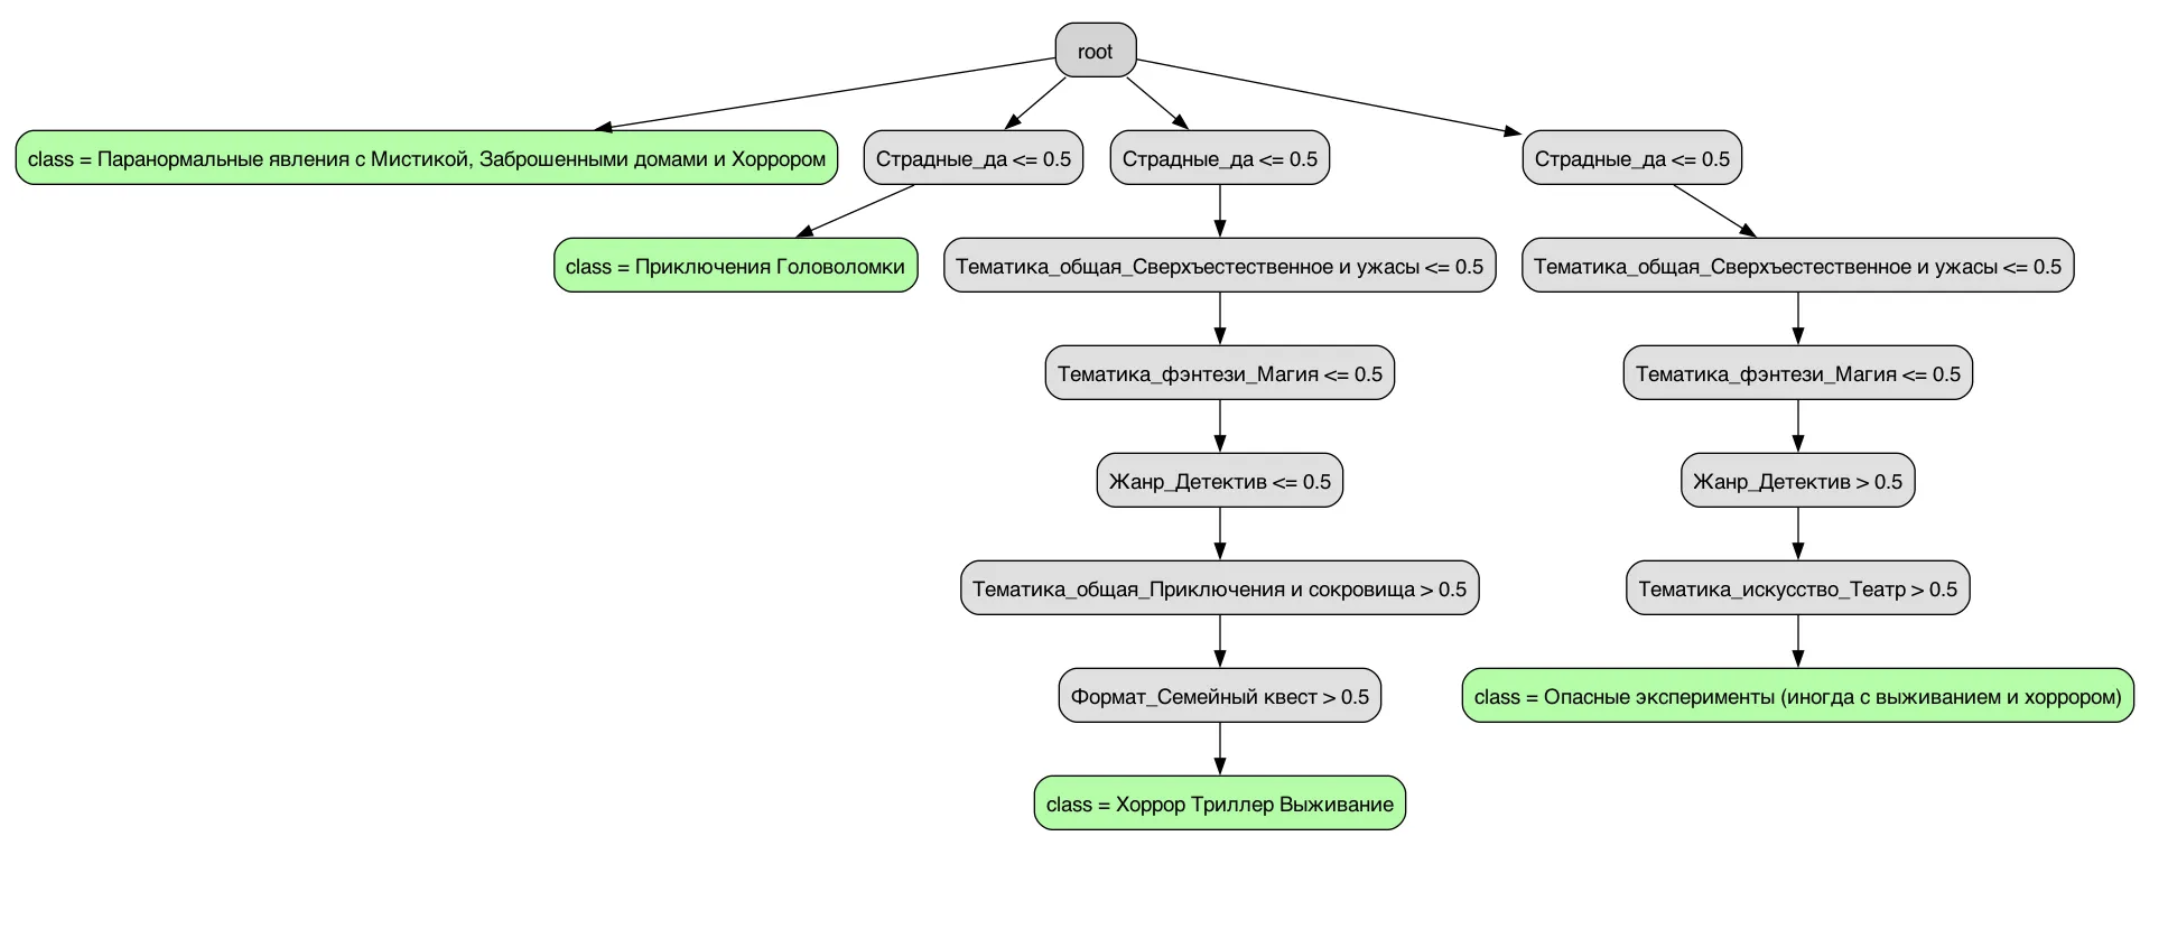 root
class = Паранормальные явления с Мистикой, Заброшенными домами и Хоррором
Страдные_да <= 0.5
Страдные_да <= 0.5
Страдные_да <= 0.5
class = Приключения Головоломки
Тематика_общая_Сверхъестественное и ужасы <= 0.5
Тематика_общая_Сверхъестественное и ужасы <= 0.5
Тематика_фэнтези_Магия <= 0.5
Тематика_фэнтези_Магия <= 0.5
Жанр_Детектив <= 0.5
Жанр_Детектив > 0.5
Тематика_общая_Приключения и сокровища > 0.5
Тематика_искусство_Театр > 0.5
Формат_Семейный квест > 0.5
class = Опасные эксперименты (иногда с выживанием и хоррором)
class = Хоррор Триллер Выживание